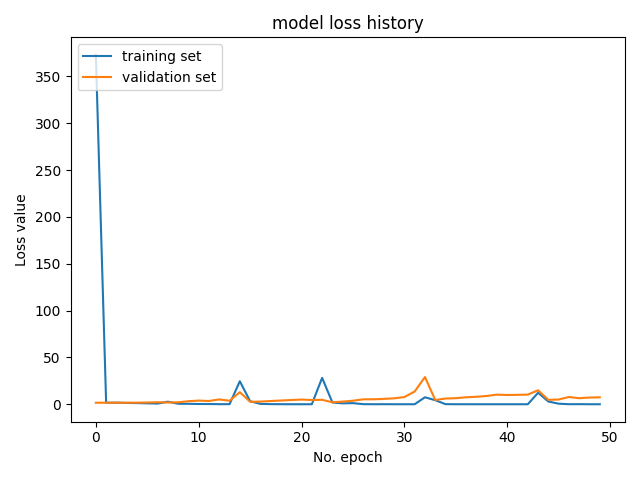 model loss history
training set
validation set
350
300
250
200
150
100
50
0
Loss value
0 10 20 30 40 50
No. epoch